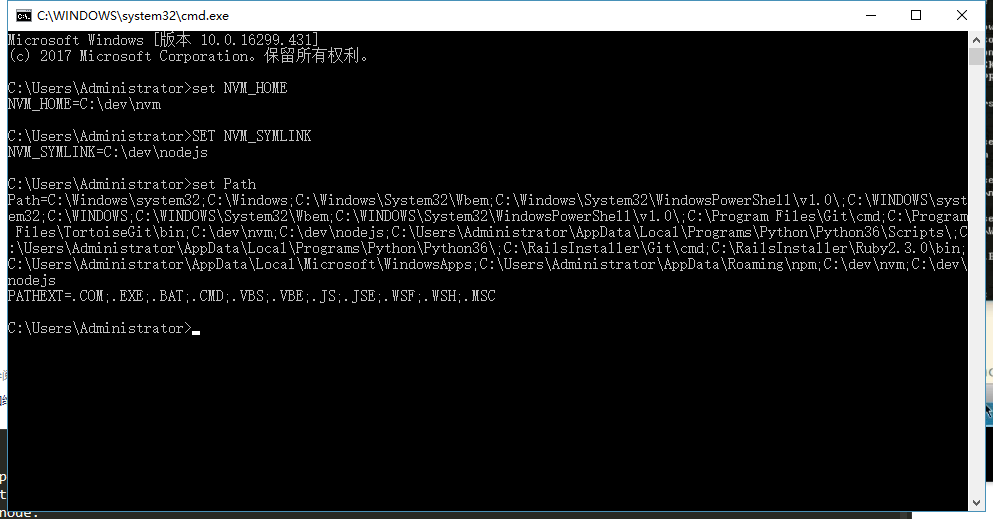 C:\WINDOWS\system32\cmd.exe
Microsoft Windows [版本 10.0.16299.431]
(c) 2017 Microsoft Corporation。保留所有权利。
C:\Users\Administrator>set NVM_HOME
NVM_HOME=C:\dev\nvm
C:\Users\Administrator>SET NVM_SYMLINK
NVM_SYMLINK=C:\dev\nodejs
C:\Users\Administrator>set Path
Path=C:\Windows\system32;C:\Windows;C:\Windows\System32\Wbem;C:\Windows\System32\WindowsPowerShell\v1.0\;C:\WINDOWS\syst
em32;C:\WINDOWS;C:\WINDOWS\System32\Wbem;C:\WINDOWS\System32\WindowsPowerShell\v1.0\;C:\Program Files\Git\cmd;C:\Program
 Files\TortoiseGit\bin;C:\dev\nvm;C:\dev\nodejs;C:\Users\Administrator\AppData\Local\Programs\Python\Python36\Scripts\;C
:\Users\Administrator\AppData\Local\Programs\Python\Python36\;C:\RailsInstaller\Git\cmd;C:\RailsInstaller\Ruby2.3.0\bin;
C:\Users\Administrator\AppData\Local\Microsoft\WindowsApps;C:\Users\Administrator\AppData\Roaming\npm;C:\dev\nvm;C:\dev\
nodejs
PATHEXT=.COM;.EXE;.BAT;.CMD;.VBS;.VBE;.JS;.JSE;.WSF;.WSH;.MSC
C:\Users\Administrator>
node.